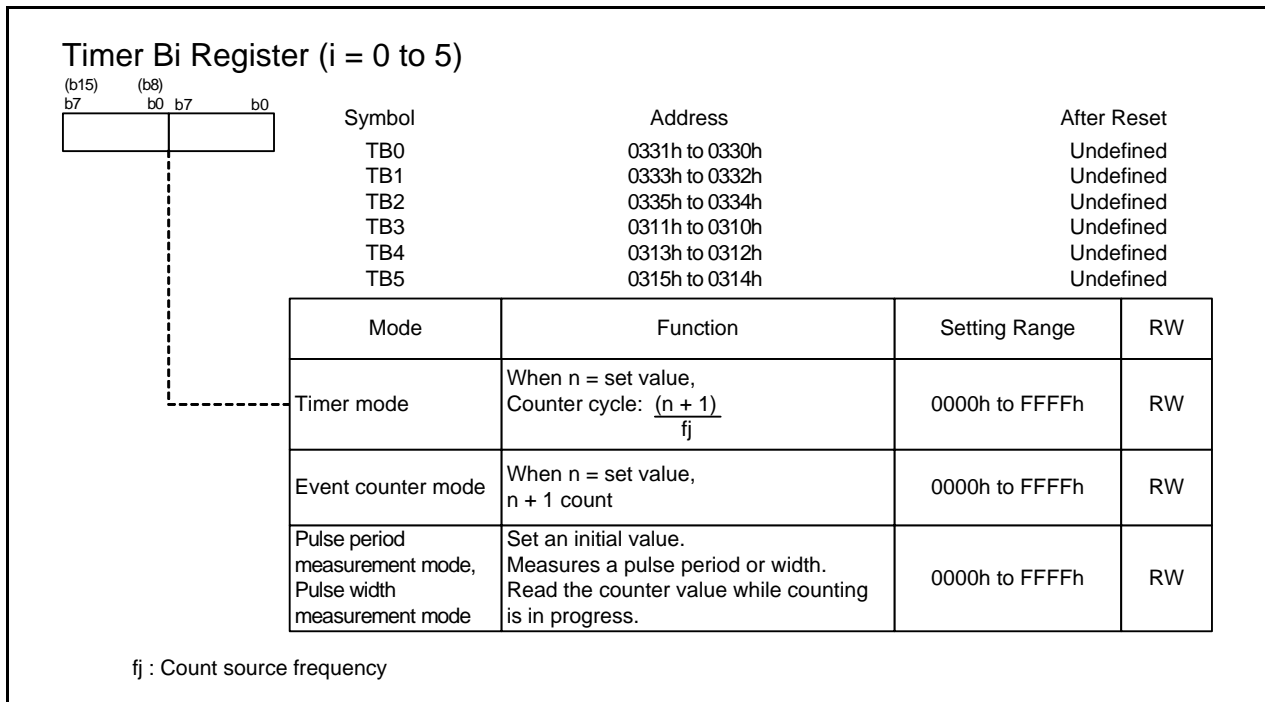 Timer Bi Register (i = 0 to 5)
(b15) (b8)
b7 b0 b7 b0
Symbol Address After Reset
TB0 0331h to 0330h Undefined
TB1 0333h to 0332h Undefined
TB2 0335h to 0334h Undefined
TB3 0311h to 0310h Undefined
TB4 0313h to 0312h Undefined
TB5 0315h to 0314h Undefined
Mode Function Setting Range RW
Timer mode
When n = set value,
Counter cycle: (n + 1)
fj
0000h to FFFFh RW
Event counter mode
When n = set value,
n + 1 count
0000h to FFFFh RW
Pulse period
measurement mode,
Pulse width
measurement mode
Set an initial value.
Measures a pulse period or width.
Read the counter value while counting
is in progress.
0000h to FFFFh RW
fj : Count source frequency